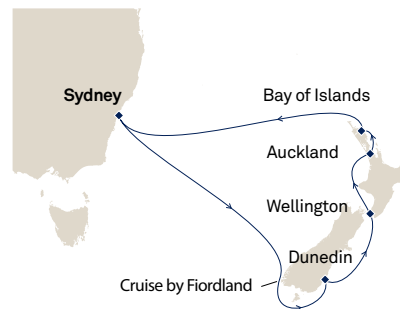 Sydney
Bay of Islands
Auckland
Wellington
Dunedin
Cruise by Fiordland